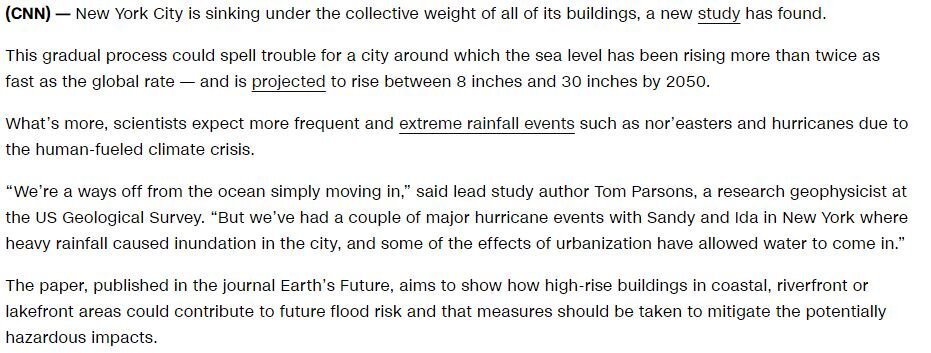 (CNN) — New York City is sinking under the collective weight of all of its buildings, a new study has found.
This gradual process could spell trouble for a city around which the sea level has been rising more than twice as
fast as the global rate — and is projected to rise between 8 inches and 30 inches by 2050.
What's more, scientists expect more frequent and extreme rainfall events such as nor'easters and hurricanes due to
the human-fueled climate crisis.
“We're a ways off from the ocean simply moving in,” said lead study author Tom Parsons, a research geophysicist at
the US Geological Survey. “But we've had a couple of major hurricane events with Sandy and Ida in New York where
heavy rainfall caused inundation in the city, and some of the effects of urbanization have allowed water to come in.”
The paper, published in the journal Earth's Future, aims to show how high-rise buildings in coastal, riverfront or
lakefront areas could contribute to future flood risk and that measures should be taken to mitigate the potentially
hazardous impacts.